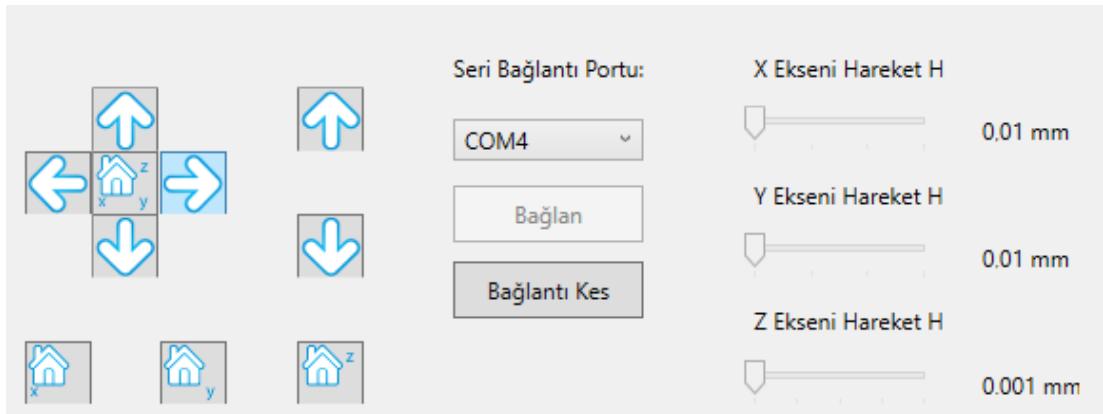 Seri Bağlantı Portu:
COM4
Bağlan
Bağlantı Kes
X Ekseni Hareket H
0,01 mm
Y Ekseni Hareket H
0,01 mm
Z Ekseni Hareket H
0.001 mm
z
x y
x
y
z